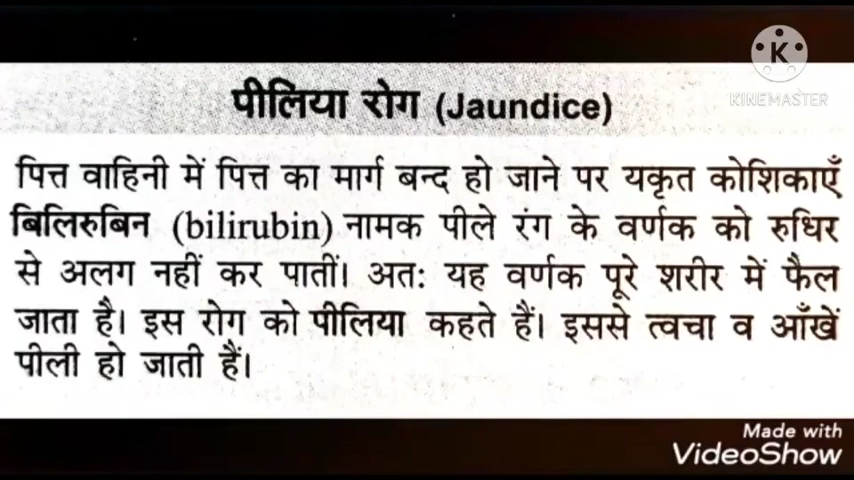 K
KINEMASTER
पीलिया रोग (Jaundice)
पित्त वाहिनी में पित्त का मार्ग बन्द हो जाने पर यकृत कोशिकाएँ
बिलिरुबिन (bilirubin) नामक पीले रंग के वर्णक को रुधिर
से अलग नहीं कर पातीं। अतः यह वर्णक पूरे शरीर में फैल
जाता है। इस रोग को पीलिया कहते हैं। इससे त्वचा व आँखें
पीली हो जाती हैं।
Made with
VideoShow